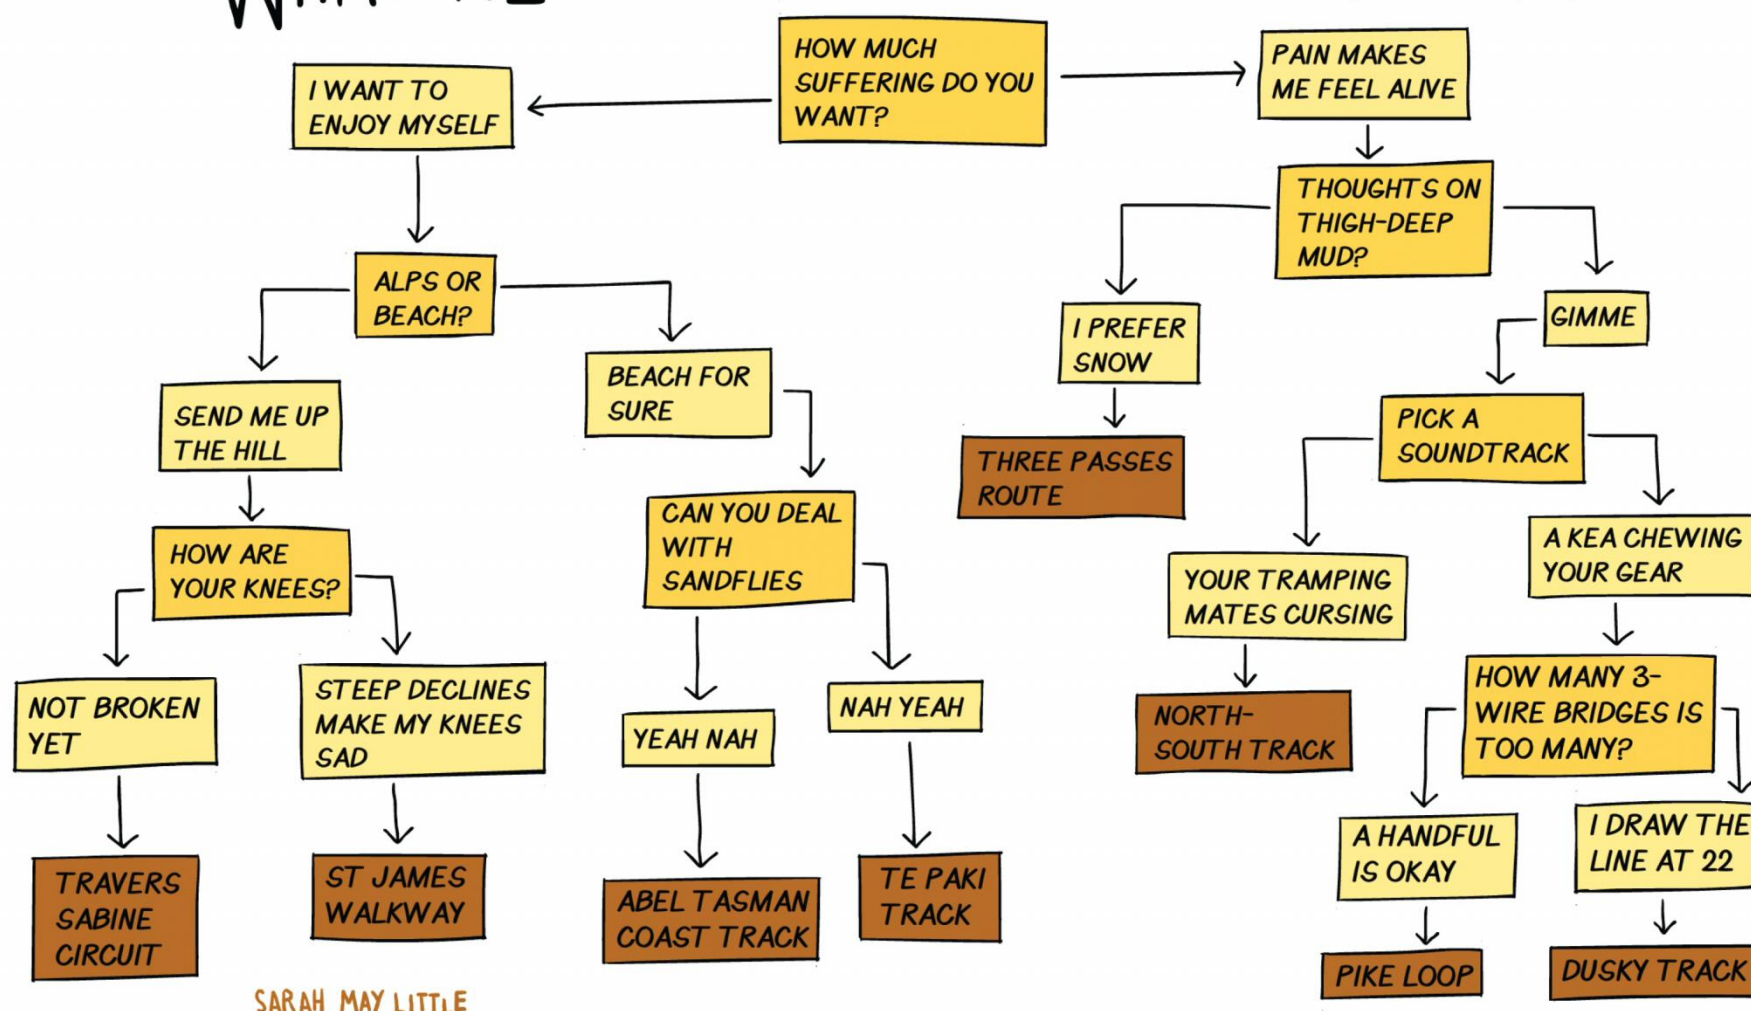 HOW MUCH
SUFFERING DO YOU
WANT?
I WANT TO
ENJOY MYSELF
PAIN MAKES
ME FEEL ALIVE
ALPS OR
BEACH?
THOUGHTS ON
THIGH-DEEP
MUD?
SEND ME UP
THE HILL
BEACH FOR
SURE
I PREFER
SNOW
GIMME
HOW ARE
YOUR KNEES?
CAN YOU DEAL
WITH
SANDFLIES
THREE PASSES
ROUTE
PICK A
SOUNDTRACK
NOT BROKEN
YET
STEEP DECLINES
MAKE MY KNEES
SAD
YEAH NAH
NAH YEAH
YOUR TRAMPING
MATES CURSING
A KEA CHEWING
YOUR GEAR
TRAVERS
SABINE
CIRCUIT
ST JAMES
WALKWAY
ABEL TASMAN
COAST TRACK
TE PAKI
TRACK
NORTH-
SOUTH TRACK
HOW MANY 3-
WIRE BRIDGES IS
TOO MANY?
A HANDFUL
IS OKAY
I DRAW THE
LINE AT 22
PIKE LOOP
DUSKY TRACK
SARAH MAY LITTLE